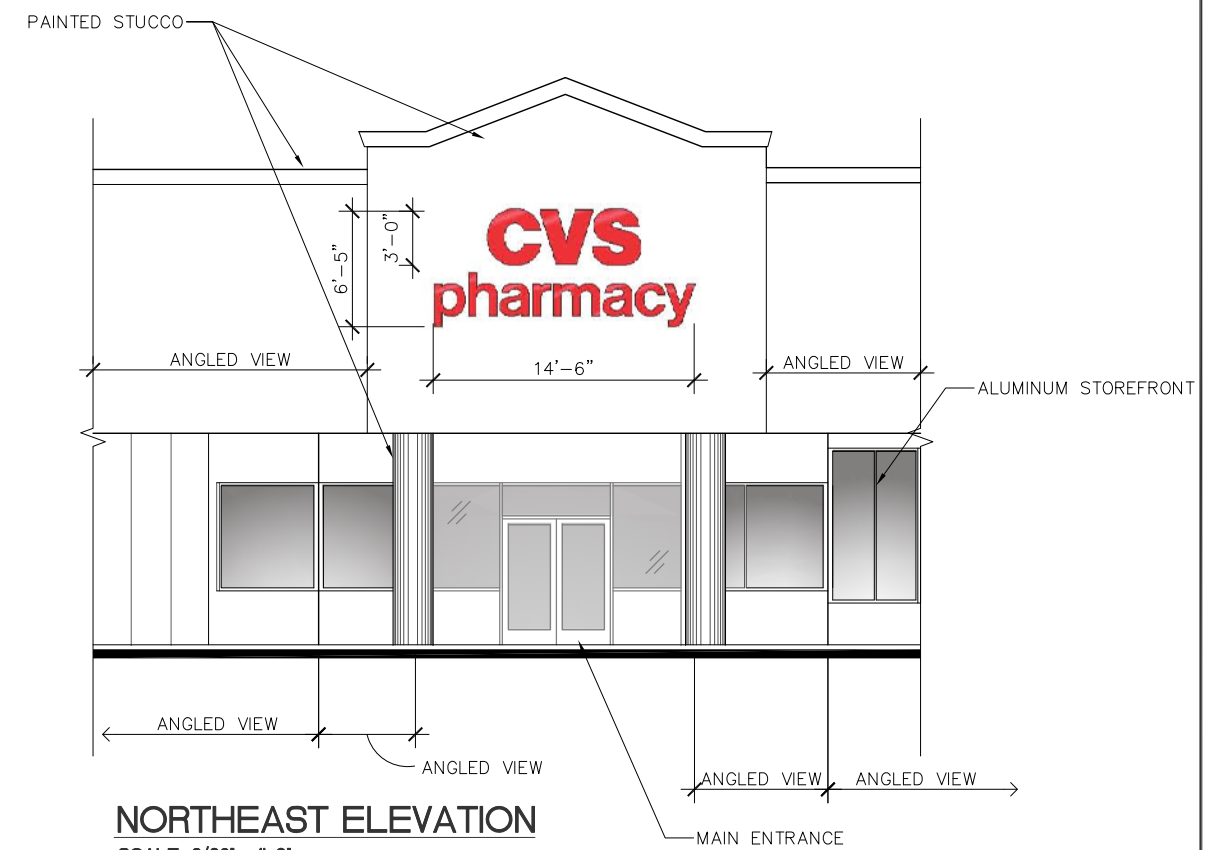 PAINTED STUCCO
CVS
pharmacy
3'-0"
6'-5"
14'-6"
ANGLED VIEW
ANGLED VIEW
ALUMINUM STOREFRONT
ANGLED VIEW
ANGLED VIEW
ANGLED VIEW
ANGLED VIEW
NORTHEAST ELEVATION
MAIN ENTRANCE